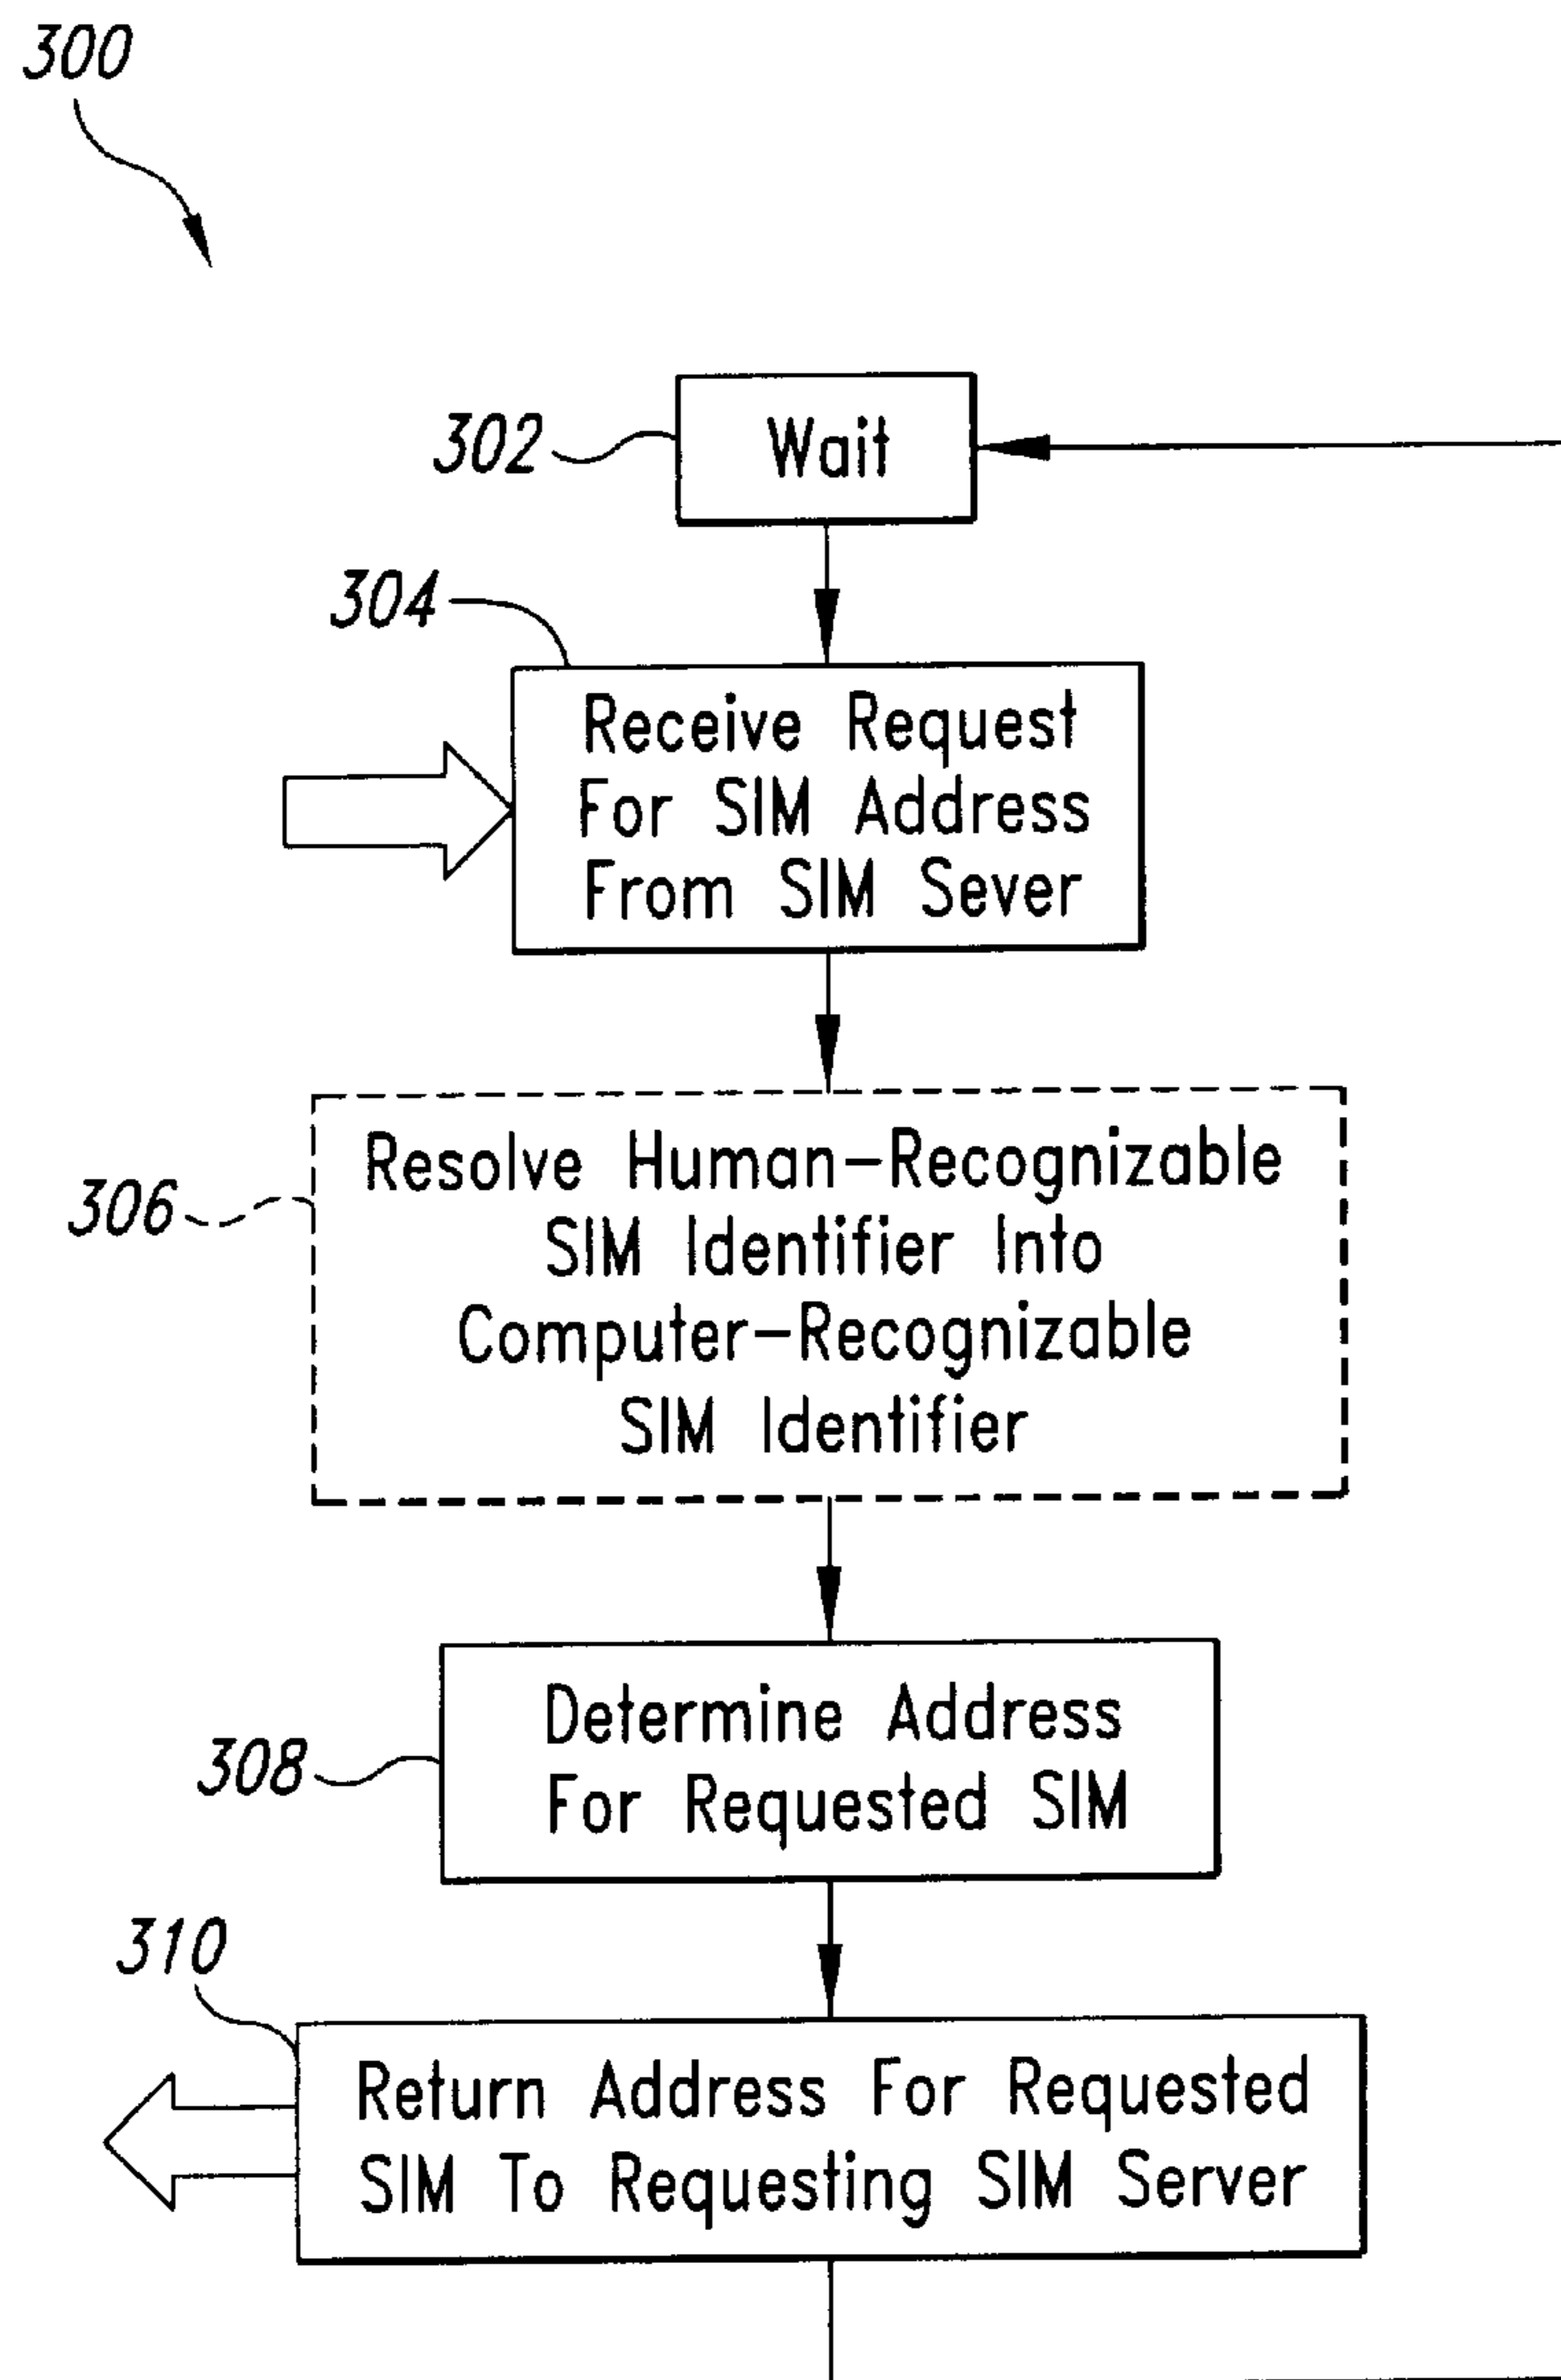 300
302
Wait
304
Receive Request
For SIM Address
From SIM Sever
306
Resolve Human-Recognizable
SIM Identifier Into
Computer-Recognizable
SIM Identifier
308
Determine Address
For Requested SIM
310
Return Address For Requested
SIM To Requesting SIM Server